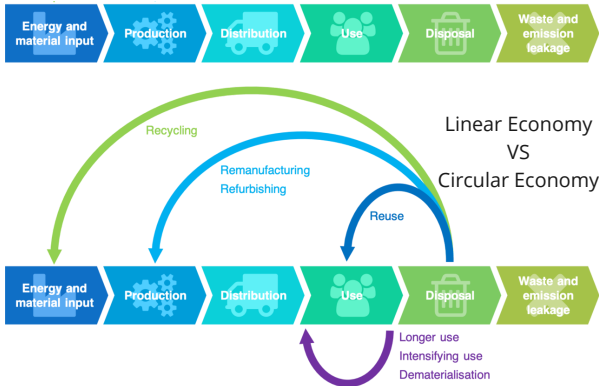 Energy and
material input
Production
Distribution
Use
Disposal
Waste and
emission
leakage
Linear Economy
VS
Circular Economy
Recycling
Remanufacturing
Refurbishing
Reuse
Energy and
material input
Production
Distribution
Use
Disposal
Waste and
emission
leakage
Longer use
Intensifying use
Dematerialisation